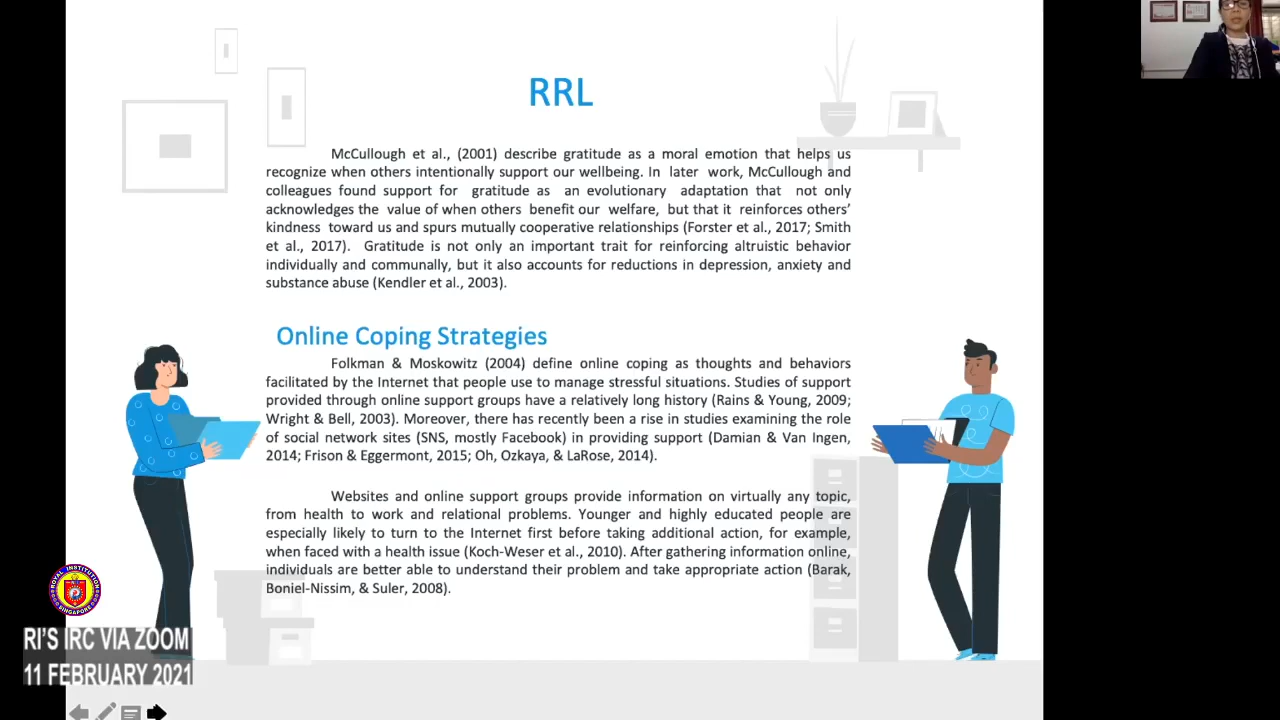 RRL
McCullough et al., (2001) describe gratitude as a moral emotion that helps us
recognize when others intentionally support our wellbeing. In later work, McCullough and
colleagues found support for gratitude as an evolutionary adaptation that not only
acknowledges the value of when others benefit our welfare, but that it reinforces others’
kindness toward us and spurs mutually cooperative relationships (Forster et al., 2017; Smith
et al., 2017). Gratitude is not only an important trait for reinforcing altruistic behavior
individually and communally, but it also accounts for reductions in depression, anxiety and
substance abuse (Kendler et al., 2003).
Online Coping Strategies
Folkman & Moskowitz (2004) define online coping as thoughts and behaviors
facilitated by the Internet that people use to manage stressful situations. Studies of support
provided through online support groups have a relatively long history (Rains & Young, 2009;
Wright & Bell, 2003). Moreover, there has recently been a rise in studies examining the role
of social network sites (SNS, mostly Facebook) in providing support (Damian & Van Ingen,
2014; Frison & Eggermont, 2015; Oh, Ozkaya, & LaRose, 2014).
Websites and online support groups provide information on virtually any topic,
from health to work and relational problems. Younger and highly educated people are
especially likely to turn to the Internet first before taking additional action, for example,
when faced with a health issue (Koch-Weser et al., 2010). After gathering information online,
individuals are better able to understand their problem and take appropriate action (Barak,
Boniel-Nissim, & Suler, 2008).
ROYAL INSTITUTION
SINGAPORE
RI'S IRC VIA ZOOM
11 FEBRUARY 2021